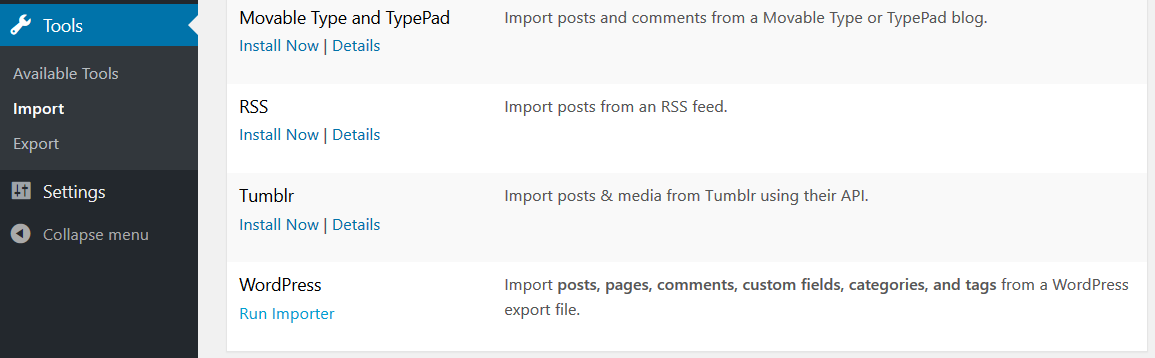 Tools
Available Tools
Import
Export
Settings
Collapse menu
Movable Type and TypePad
Import posts and comments from a Movable Type or TypePad blog.
Install Now | Details
RSS
Import posts from an RSS feed.
Install Now | Details
Tumblr
Import posts & media from Tumblr using their API.
Install Now | Details
WordPress
Import posts, pages, comments, custom fields, categories, and tags from a WordPress
export file.
Run Importer